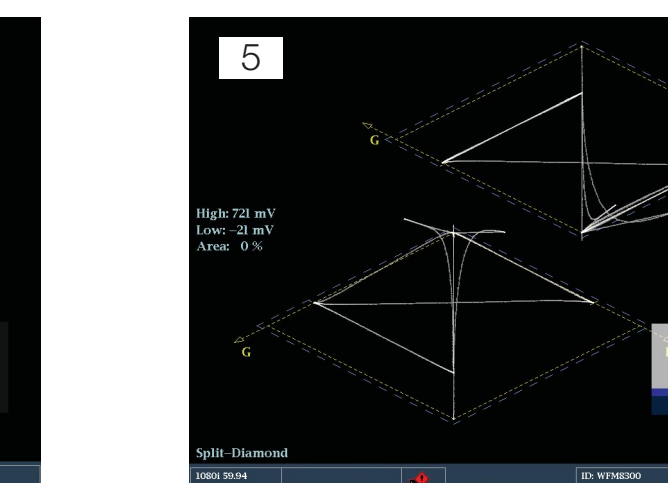 5
G
High: 721 mV
Low: –21 mV
Area: 0 %
G
Split–Diamond
1080i 59.94
ID: WFM8300